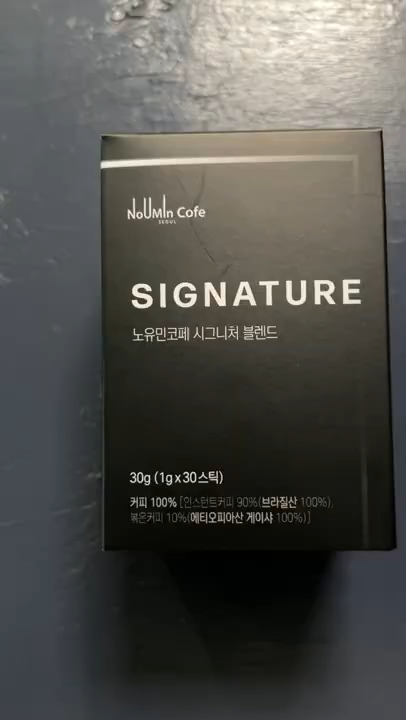 NoUMIn Cofe
SEOUL
SIGNATURE
노유민코페 시그니처 블렌드
30g (1g x 30스틱)
커피 100% [인스턴트커피 90%(브라질산 100%),
볶은커피 10%(에티오피아산 게이샤 100%)]